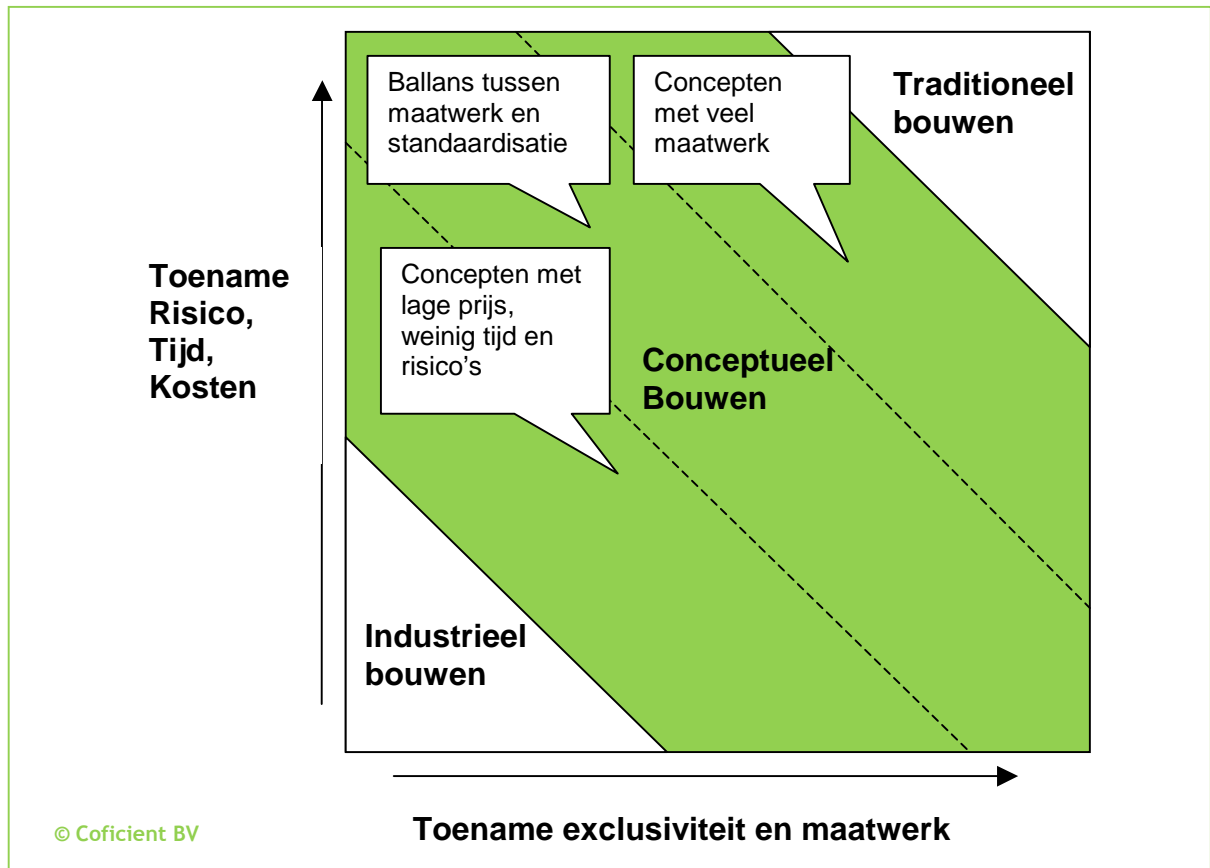 Ballans tussen
maatwerk en
standaardisatie
Concepten
met veel
maatwerk
Traditioneel
bouwen
Toename
Risico,
Tijd,
Kosten
Concepten met
lage prijs,
weinig tijd en
risico's
Conceptueel
Bouwen
Industrieel
bouwen
© Coficient BV
Toename exclusiviteit en maatwerk